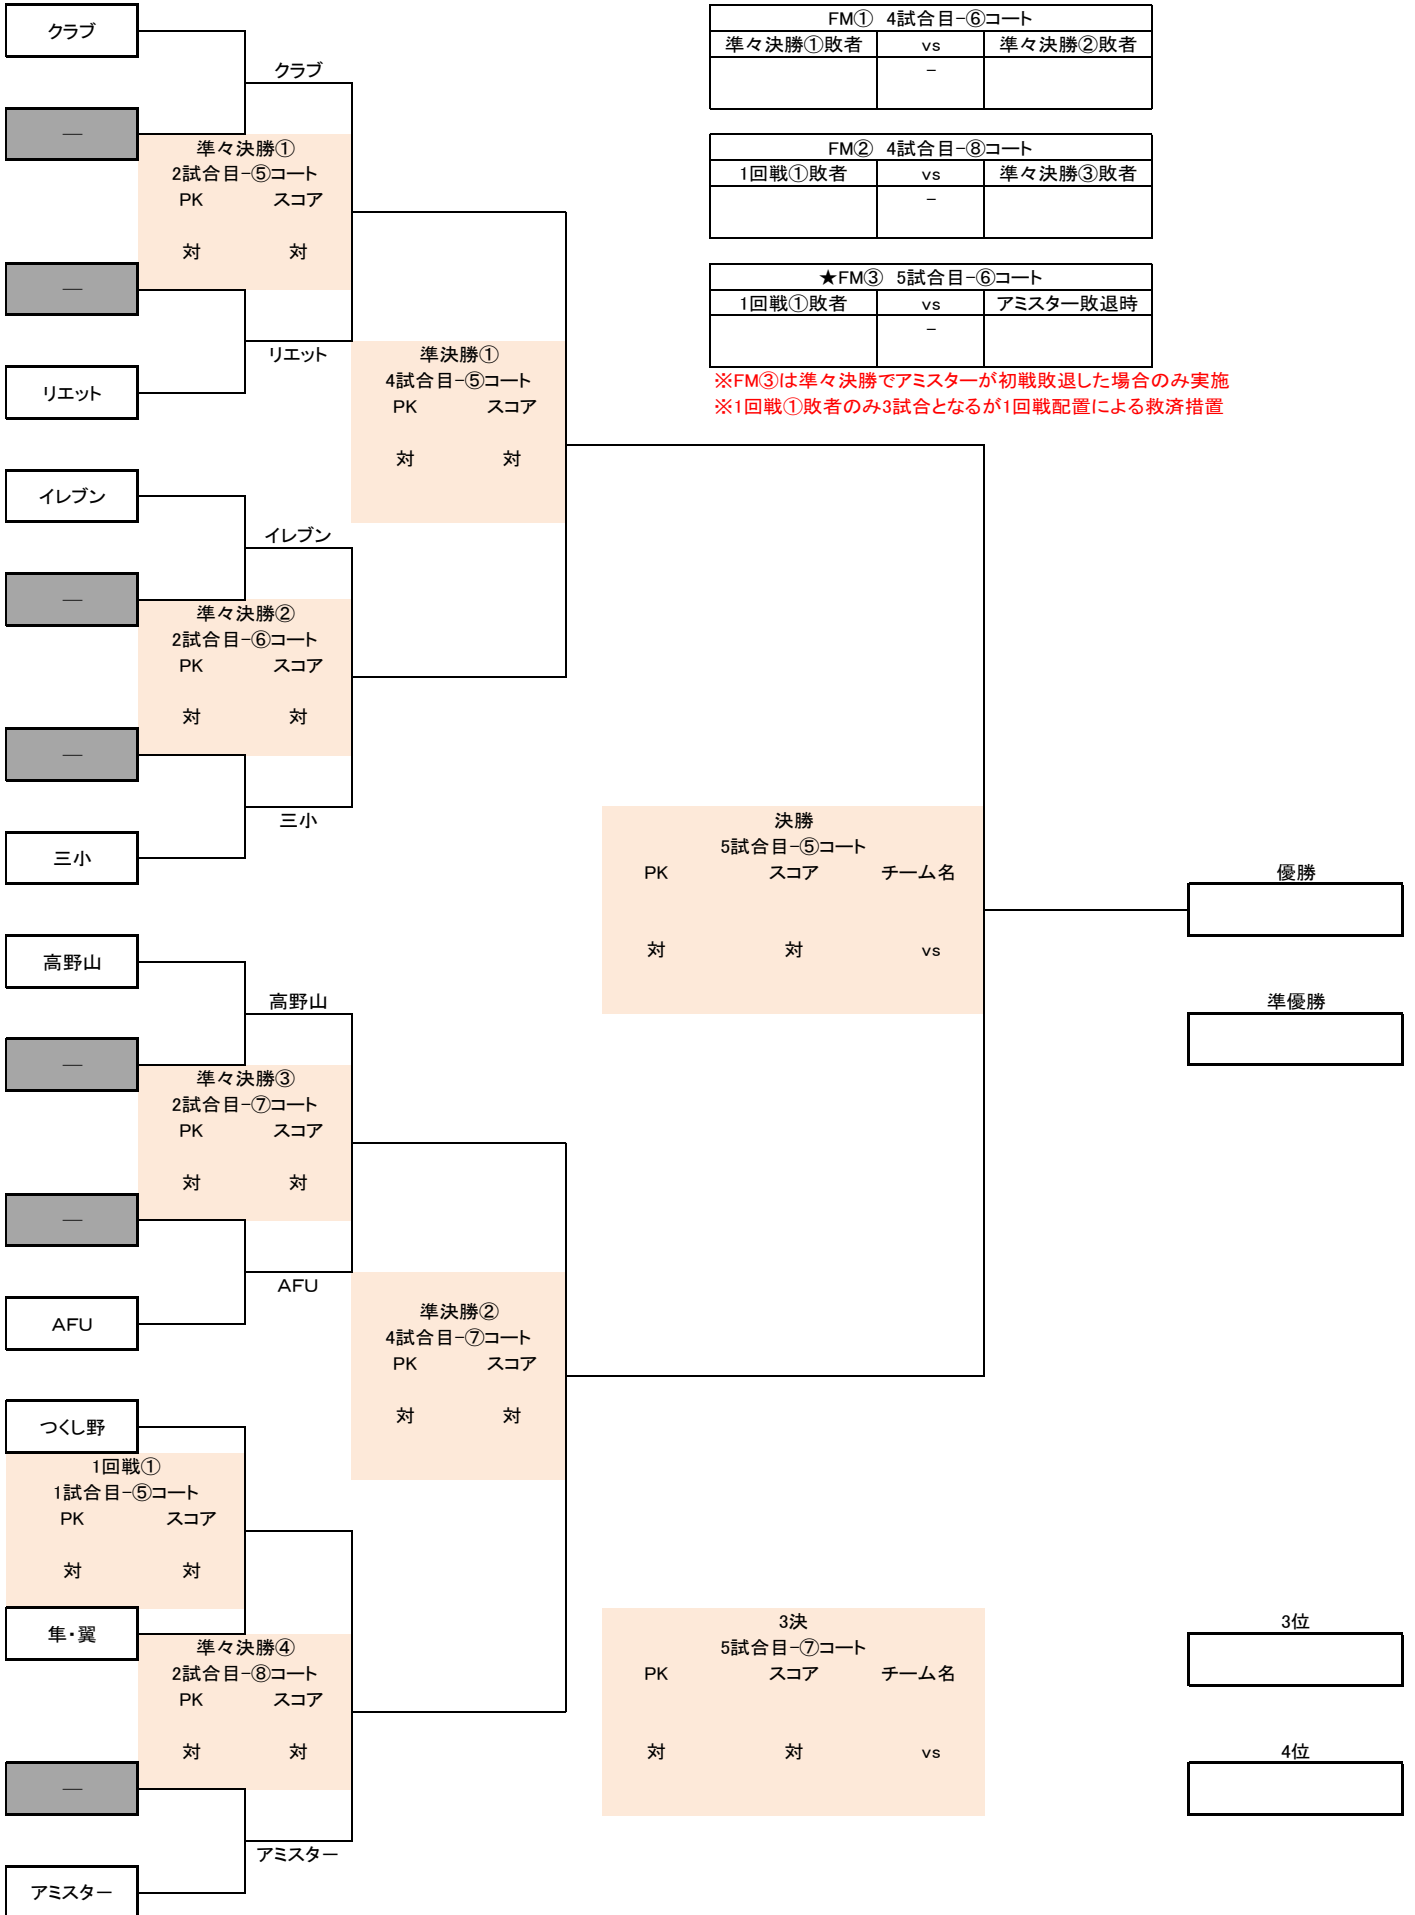 クラブ
クラブ
—
準々決勝①
2試合目-⑤コート
PK スコア
対 対
—
リエット
リエット
準決勝①
4試合目-⑤コート
PK スコア
対 対
イレブン
イレブン
—
準々決勝②
2試合目-⑥コート
PK スコア
対 対
—
三小
三小
高野山
高野山
—
準々決勝③
2試合目-⑦コート
PK スコア
対 対
—
AFU
AFU
準決勝②
4試合目-⑦コート
PK スコア
対 対
つくし野
1回戦①
1試合目-⑤コート
PK スコア
対 対
隼・翼
準々決勝④
2試合目-⑧コート
PK スコア
対 対
—
アミスター
アミスター
FM① 4試合目-⑥コート
準々決勝①敗者 vs 準々決勝②敗者
-
FM② 4試合目-⑧コート
1回戦①敗者 vs 準々決勝③敗者
-
★FM③ 5試合目-⑥コート
1回戦①敗者 vs アミスター敗退時
-
※FM③は準々決勝でアミスターが初戦敗退した場合のみ実施
※1回戦①敗者のみ3試合となるが1回戦配置による救済措置
決勝
5試合目-⑤コート
PK スコア チーム名
対 対 vs
優勝
準優勝
3決
5試合目-⑦コート
PK スコア チーム名
対 対 vs
3位
4位